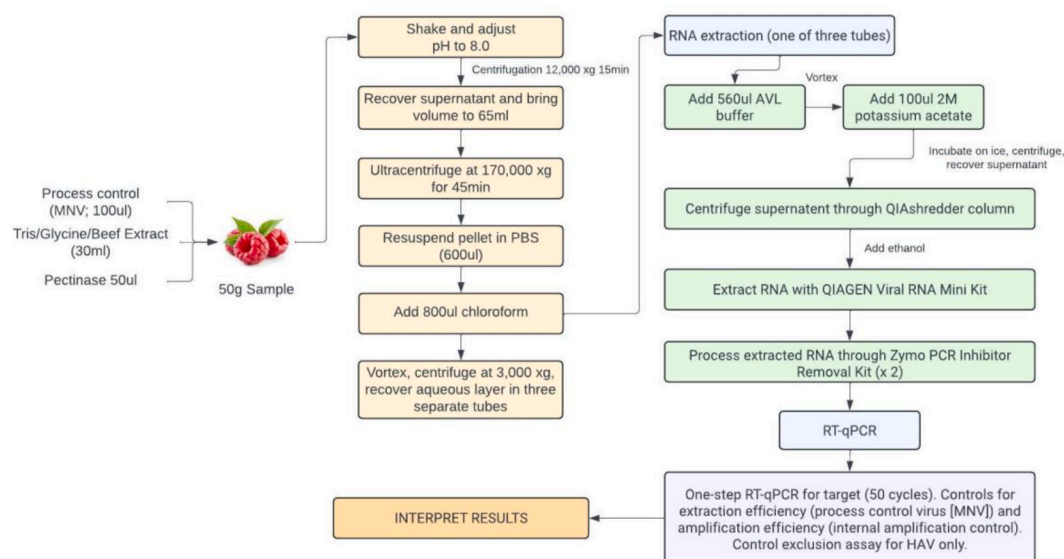 Process control
(MNV; 100ul)
Tris/Glycine/Beef Extract
(30ml)
Pectinase 50ul
50g Sample
Shake and adjust
pH to 8.0
Centrifugation 12,000 xg 15min
Recover supernatant and bring
volume to 65ml
Ultracentrifuge at 170,000 xg
for 45min
Resuspend pellet in PBS
(600ul)
Add 800ul chloroform
Vortex, centrifuge at 3,000 xg,
recover aqueous layer in three
separate tubes
RNA extraction (one of three tubes)
Vortex
Add 560ul AVL
buffer
Add 100ul 2M
potassium acetate
Incubate on ice, centrifuge,
recover supernatant
Centrifuge supernatent through QIAshredder column
Add ethanol
Extract RNA with QIAGEN Viral RNA Mini Kit
Process extracted RNA through Zymo PCR Inhibitor
Removal Kit (x 2)
RT-qPCR
One-step RT-qPCR for target (50 cycles). Controls for
extraction efficiency (process control virus [MNV]) and
amplification efficiency (internal amplification control).
Control exclusion assay for HAV only.
INTERPRET RESULTS